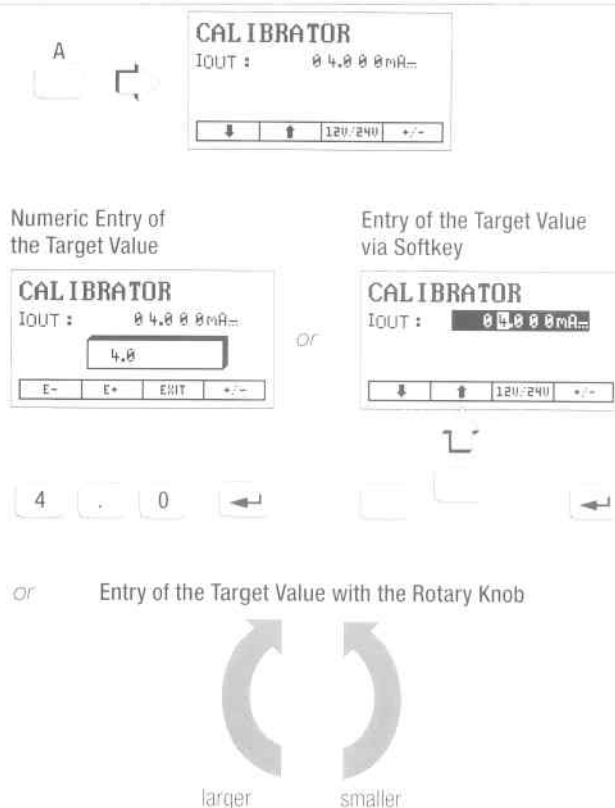 A
CALIBRATOR
IOUT : 04.000mA
12V/24V +/-
Numeric Entry of
the Target Value
CALIBRATOR
IOUT : 04.000mA
4.0
E- E+ EXIT +/-
or
Entry of the Target Value
via Softkey
CALIBRATOR
IOUT : 04.000mA
12V/24V +/-
4 . 0
or Entry of the Target Value with the Rotary Knob
larger smaller